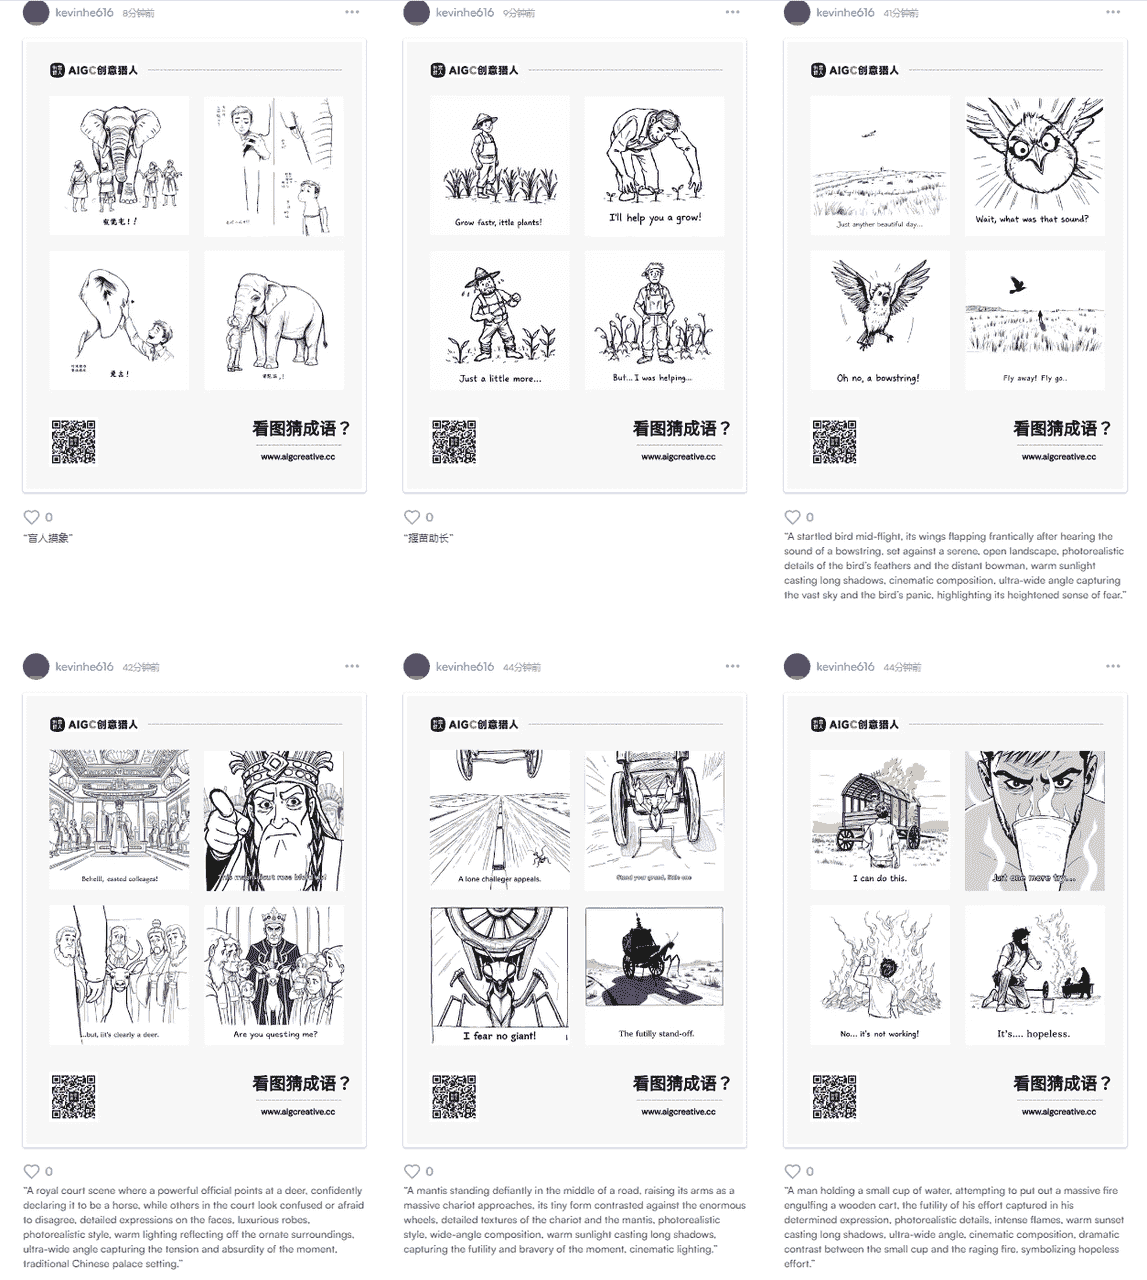 kevinhe616 8分钟前
AIGC创意猎人
看图猜成语？
www.aigcreative.cc
0
“盲人摸象”
kevinhe616 9分钟前
AIGC创意猎人
Grow fastr, ittle plants!
I'll help you a grow!
Just a little more...
But... I was helping...
看图猜成语？
www.aigcreative.cc
0
“揠苗助长”
kevinhe616 41分钟前
AIGC创意猎人
Just anyther beautiful day...
Wait, what was that sound?
Oh no, a bowstring!
Fly away! Fly go..
看图猜成语？
www.aigcreative.cc
0
“A startled bird mid-flight, its wings flapping frantically after hearing the
sound of a bowstring, set against a serene, open landscape, photorealistic
details of the bird's feathers and the distant bowman, warm sunlight
casting long shadows, cinematic composition, ultra-wide angle capturing
the vast sky and the bird's panic, highlighting its heightened sense of fear.”
kevinhe616 42分钟前
AIGC创意猎人
Behelll, easted colleages!
...but, iit's clearly a deer.
Are you questing me?
看图猜成语？
www.aigcreative.cc
0
“A royal court scene where a powerful official points at a deer, confidently
declaring it to be a horse, while others in the court look confused or afraid
to disagree, detailed expressions on the faces, luxurious robes,
photorealistic style, warm lighting reflecting off the ornate surroundings,
ultra-wide angle capturing the tension and absurdity of the moment,
traditional Chinese palace setting.”
kevinhe616 44分钟前
AIGC创意猎人
A lone challeger appeals.
Stand your grand, little one
I fear no giant!
The futilly stand-off.
看图猜成语？
www.aigcreative.cc
0
“A mantis standing defiantly in the middle of a road, raising its arms as a
massive chariot approaches, its tiny form contrasted against the enormous
wheels, detailed textures of the chariot and the mantis, photorealistic
style, wide-angle composition, warm sunlight casting long shadows,
capturing the futility and bravery of the moment, cinematic lighting.”
kevinhe616 44分钟前
AIGC创意猎人
I can do this.
Just one more try...
No... it's not working!
It's.... hopeless.
看图猜成语？
www.aigcreative.cc
0
“A man holding a small cup of water, attempting to put out a massive fire
engulfing a wooden cart, the futility of his effort captured in his
determined expression, photorealistic details, intense flames, warm sunset
casting long shadows, ultra-wide angle, cinematic composition, dramatic
contrast between the small cup and the raging fire, symbolizing hopeless
effort.”